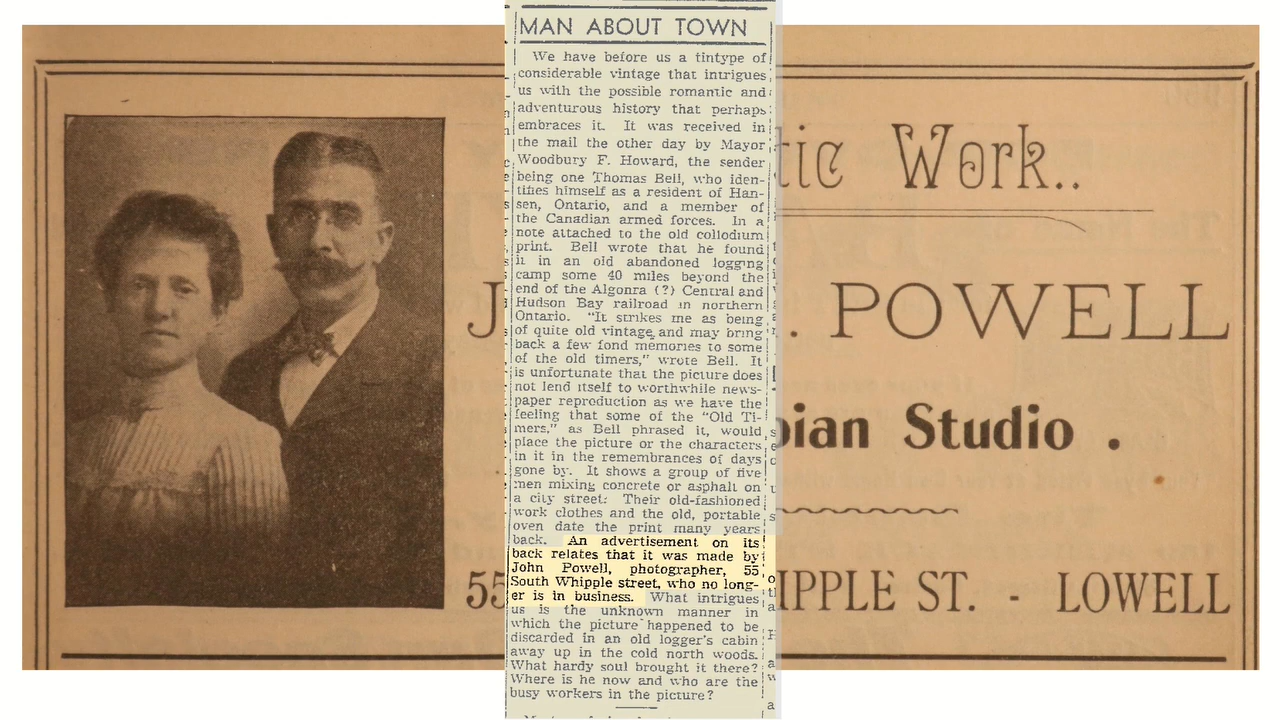 MAN ABOUT TOWN
We have before us a tintype of
considerable vintage that intrigues
us with the possible romantic and
adventurous history that perhaps
embraces it. It was received in
the mail the other day by Mayor
Woodbury F. Howard, the sender
being one Thomas Bell, who iden-
tifies himself as a resident of Han-
sen, Ontario, and a member of
the Canadian armed forces. In a
note attached to the old collodium
print. Bell wrote that he found
it in an old abandoned logging
camp some 40 miles beyond the
end of the Algonra (?) Central and
Hudson Bay railroad in northern
Ontario. "It strikes me as being
of quite old vintage and may bring
back a few fond memories to some
of the old timers," wrote Bell. It
is unfortunate that the picture does
not lend itself to worthwhile news-
paper reproduction as we have the
feeling that some of the "Old Ti-
mers," as Bell phrased it, would
place the picture or the characters
in it in the remembrances of days
gone by. It shows a group of five
men mixing concrete or asphalt on
a city street. Their old-fashioned
work clothes and the old, portable
oven date the print many years
back. An advertisement on its
back relates that it was made by
John Powell, photographer, 55
South Whipple street, who no long-
er is in business. What intrigues
us is the unknown manner in
which the picture happened to be
discarded in an old logger's cabin
away up in the cold north woods.
What hardy soul brought it there?
Where is he now and who are the
busy workers in the picture?
tic Work..
J . POWELL
bian Studio .
55 IPPLE ST. - LOWELL